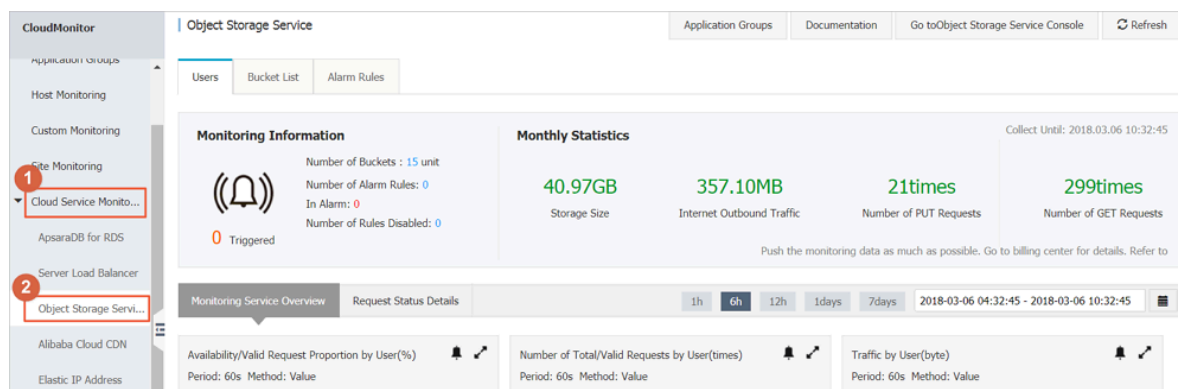 CloudMonitor
Application Groups
Host Monitoring
Custom Monitoring
Site Monitoring
1
Cloud Service Monito...
ApsaraDB for RDS
Server Load Balancer
2
Object Storage Servi...
Alibaba Cloud CDN
Elastic IP Address
Object Storage Service
Application Groups
Documentation
Go toObject Storage Service Console
Refresh
Users
Bucket List
Alarm Rules
Monitoring Information
0 Triggered
Number of Buckets : 15 unit
Number of Alarm Rules: 0
In Alarm: 0
Number of Rules Disabled: 0
Monthly Statistics
Collect Until: 2018.03.06 10:32:45
40.97GB
Storage Size
357.10MB
Internet Outbound Traffic
21times
Number of PUT Requests
299times
Number of GET Requests
Push the monitoring data as much as possible. Go to billing center for details. Refer to
Monitoring Service Overview
Request Status Details
1h
6h
12h
1days
7days
2018-03-06 04:32:45 - 2018-03-06 10:32:45
Availability/Valid Request Proportion by User(%)
Period: 60s Method: Value
Number of Total/Valid Requests by User(times)
Period: 60s Method: Value
Traffic by User(byte)
Period: 60s Method: Value